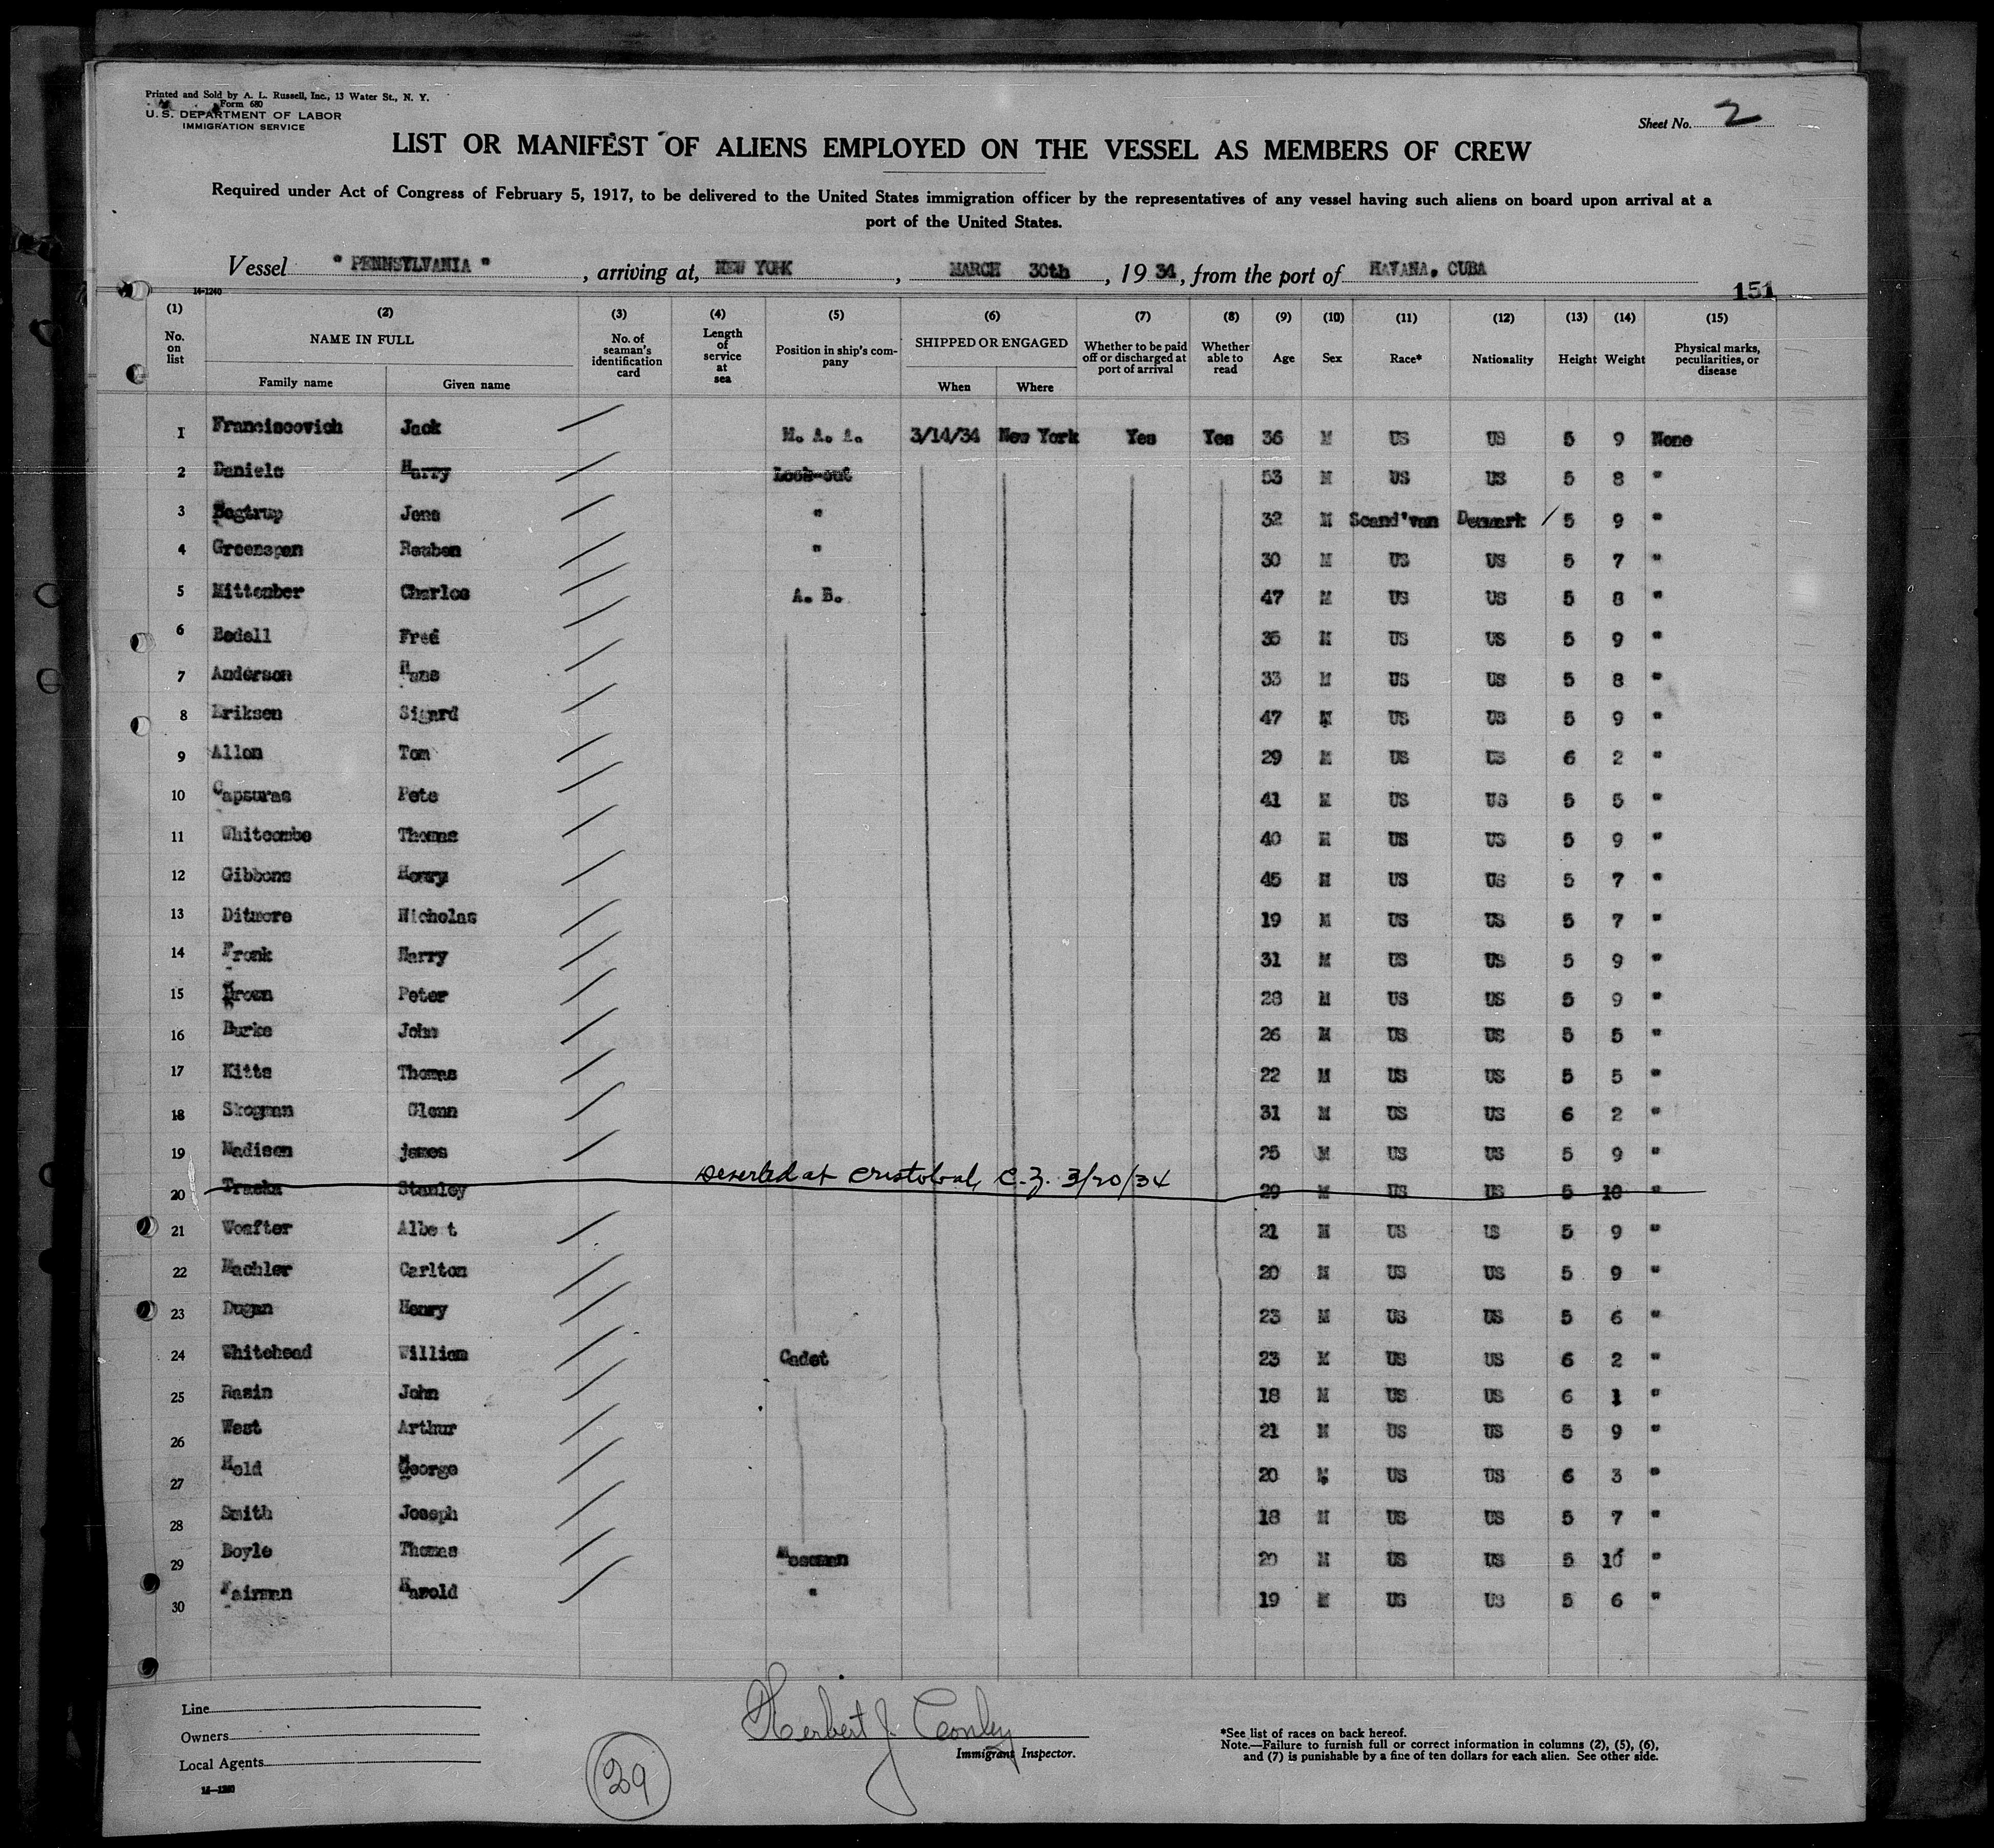 Printed and Sold by A. L. Russell, Inc., 13 Water St., N. Y.
Form 680
U. S. DEPARTMENT OF LABOR
IMMIGRATION SERVICE
Sheet No. 2
LIST OR MANIFEST OF ALIENS EMPLOYED ON THE VESSEL AS MEMBERS OF CREW
Required under Act of Congress of February 5, 1917, to be delivered to the United States immigration officer by the representatives of any vessel having such aliens on board upon arrival at a
port of the United States.
Vessel " PENNSYLVANIA " , arriving at, NEW YORK , MARCH 30th , 19 34 , from the port of HAVANA, CUBA
14-1240
151
(1) (2) (3) (4) (5) (6) (7) (8) (9) (10) (11) (12) (13) (14) (15)
No. on list NAME IN FULL Family name Given name No. of seaman's identification card Length of service at sea Position in ship's company SHIPPED OR ENGAGED When Where Whether to be paid off or discharged at port of arrival Whether able to read Age Sex Race* Nationality Height Weight Physical marks, peculiarities, or disease
1 Franciscovich Jack M. A. A. 3/14/34 New York Yes Yes 36 M US US 5 9 None
2 Daniels Harry Look-out 53 M US US 5 8 "
3 Jens " 32 M Scand'van Denmark / 5 9 "
4 Greenspan Reuben " 30 M US US 5 7 "
5 Mittenber Charles A. B. 47 M US US 5 8 "
6 Bedell Fred 36 M US US 5 9 "
7 Anderson Hans 33 M US US 5 8 "
8 Eriksen Sigard 47 M US US 5 9 "
9 Allen Tom 29 M US US 6 2 "
10 Capsuras Pete 41 M US US 5 5 "
11 Whitcombe Thomas 40 M US US 5 9 "
12 Gibbons Henry 45 M US US 5 7 "
13 Ditmore Nicholas 19 M US US 5 7 "
14 Fronk Harry 31 M US US 5 9 "
15 Peter 28 M US US 5 9 "
16 Burke John 26 M US US 5 5 "
17 Kitts Thomas 22 M US US 5 5 "
18 Skogman Glenn 31 M US US 6 2 "
19 Madison james 25 M US US 5 9 "
Deserted at Cristobal, C.Z. 3/20/34
20 Traska Stanley 29 M US US 5 10 "
21 Woafter Albe t 21 M US US 5 9 "
22 Machler Carlton 20 M US US 5 9 "
23 Dugan Henry 23 M US US 5 6 "
24 Whitehead William Cadet 23 M US US 6 2 "
25 Rasin John 18 M US US 6 1 "
26 West Arthur 21 M US US 5 9 "
27 Held George 20 M US US 6 3 "
28 Smith Joseph 18 M US US 5 7 "
29 Boyle Thomas Messman 20 M US US 5 10 "
30 Fairman Harold " 19 M US US 5 6 "
Line
Owners
Local Agents
14—1240
29
Herbert J. Conley
Immigrant Inspector.
*See list of races on back hereof.
Note.—Failure to furnish full or correct information in columns (2), (5), (6),
and (7) is punishable by a fine of ten dollars for each alien. See other side.